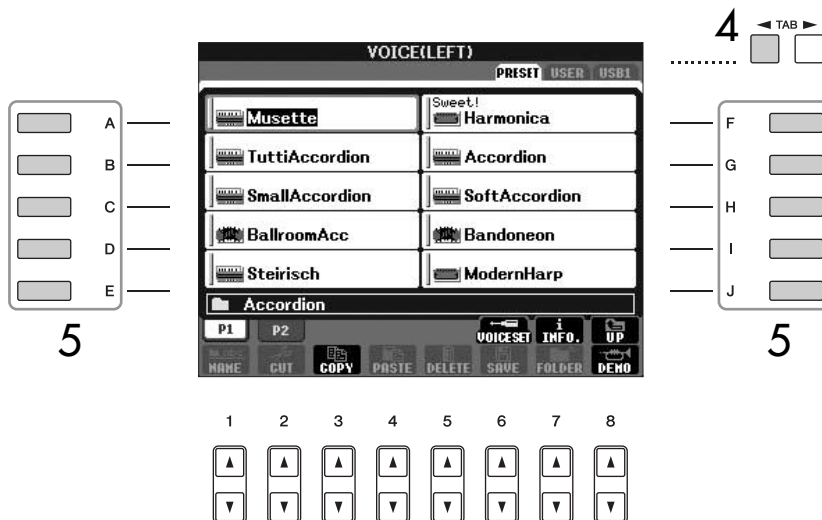 4 ◄ TAB ►
VOICE(LEFT)
PRESET USER USB1
A Musette Sweet! Harmonica F
B TuttiAccordion Accordion G
C SmallAccordion SoftAccordion H
D BallroomAcc Bandoneon I
E Steirisch ModernHarp J
Accordion
5 P1 P2 VOICESET i INFO. UP 5
NAME CUT COPY PASTE DELETE SAVE FOLDER DEMO
1 2 3 4 5 6 7 8